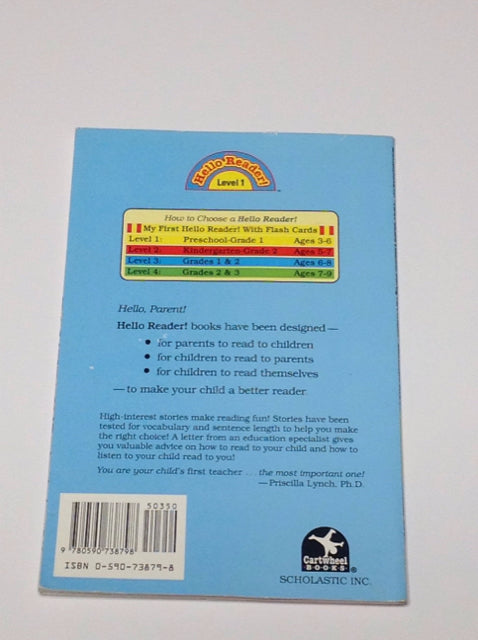 Hello Reader!
Level 1
How to Choose a Hello Reader!
My First Hello Reader! With Flash Cards
Level 1: Preschool-Grade 1 Ages 3-6
Level 2: Kindergarten-Grade 2 Ages 5-7
Level 3: Grades 1 & 2 Ages 6-8
Level 4: Grades 2 & 3 Ages 7-9
Hello, Parent!
Hello Reader! books have been designed—
• for parents to read to children
• for children to read to parents
• for children to read themselves
—to make your child a better reader
High-interest stories make reading fun! Stories have been
tested for vocabulary and sentence length to help you make
the right choice! A letter from an education specialist gives
you valuable advice on how to read to your child and how to
listen to your child read to you!
You are your child's first teacher . . . the most important one!
—Priscilla Lynch, Ph.D.
50350
9 780590 738798
ISBN 0-590-73879-8
Cartwheel
BOOKS®
SCHOLASTIC INC.